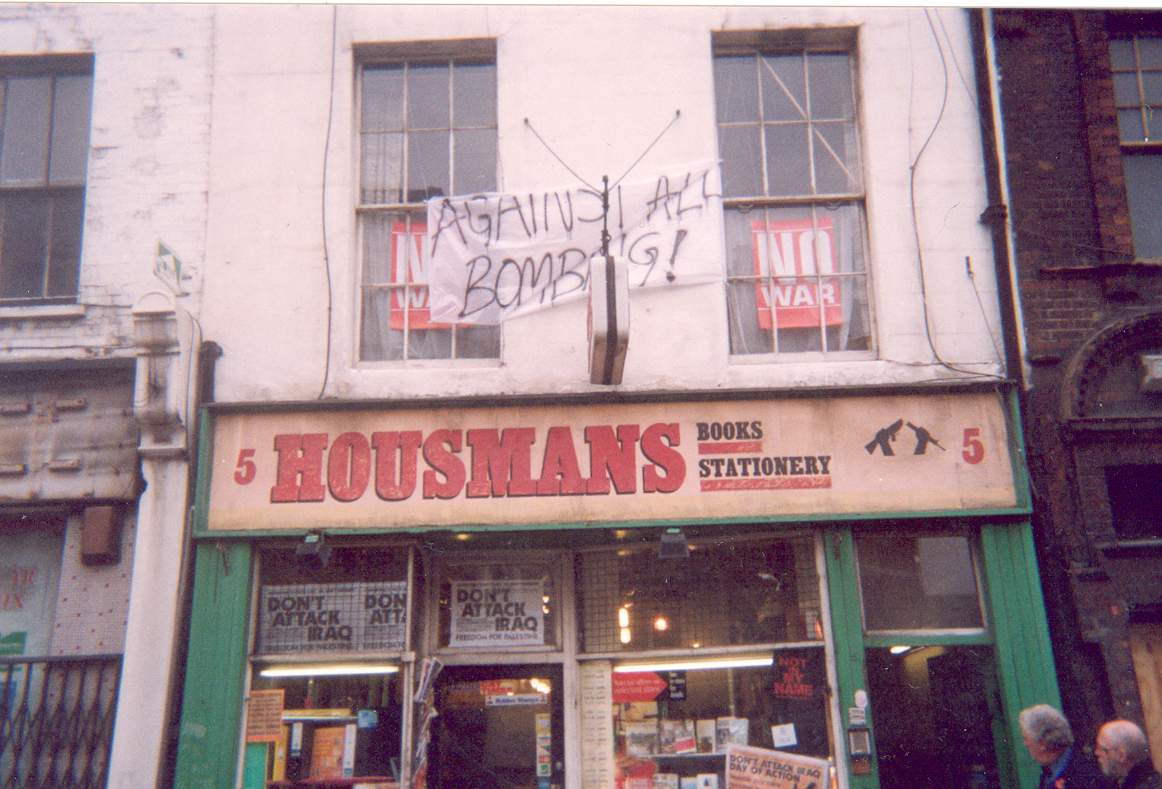 AGAINST ALL
BOMBING!
NO
WAR
NO
WAR
5 HOUSMANS BOOKS
STATIONERY 5
DON'T
ATTACK
IRAQ
DON
ATT
DON'T
ATTACK
IRAQ
FREEDOM FOR PALESTINE
NOT
IN MY
NAME
DON'T ATTACK IRAQ
DAY OF ACTION